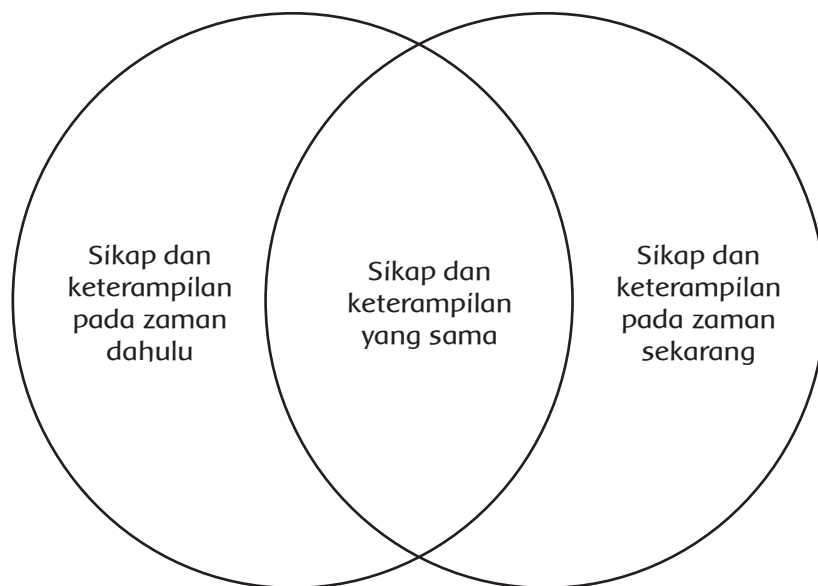 Sikap dan
keterampilan
pada zaman
dahulu
Sikap dan
keterampilan
yang sama
Sikap dan
keterampilan
pada zaman
sekarang